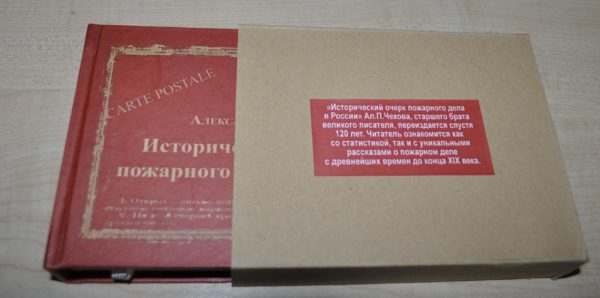 CARTE POSTALE
АЛЕКС
ИСТОРИЧЕ
ПОЖАРНОГО
«Исторический очерк пожарного дела
в России» Ал.П.Чехова, старшего брата
великого писателя, переиздается спустя
120 лет. Читатель ознакомится как
со статистикой, так и с уникальными
рассказами о пожарном деле
с древнейших времен до конца XIX века.